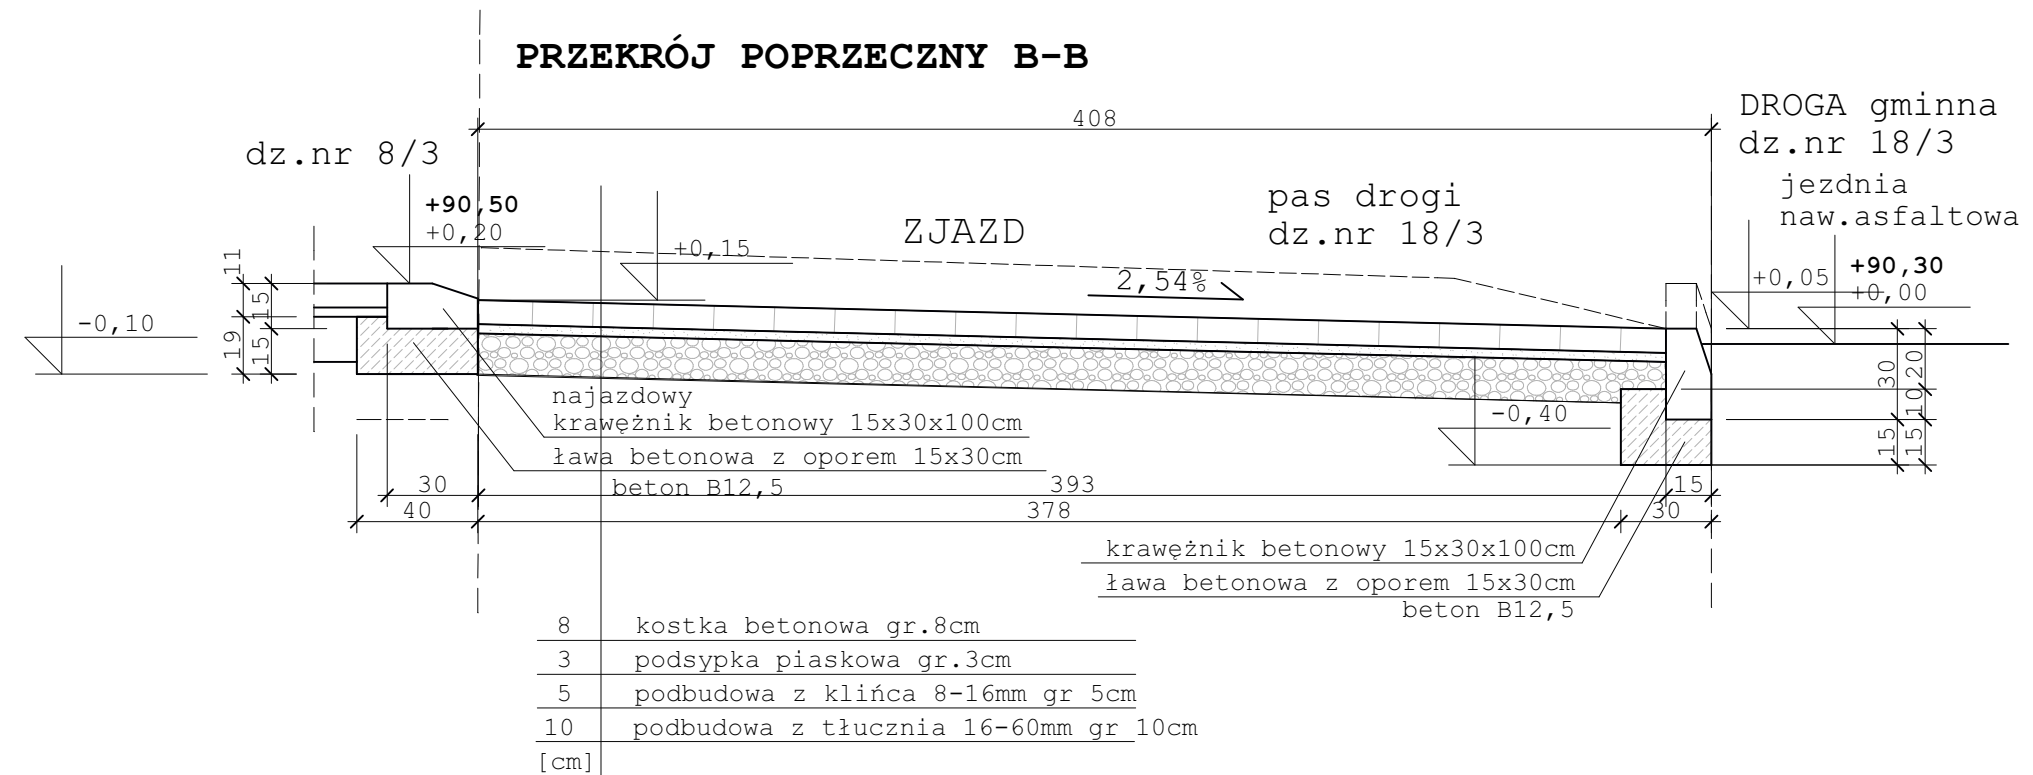 PRZEKRÓJ POPRZECZNY B-B
408
DROGA gminna
dz.nr 18/3
jezdnia
naw.asfaltowa
dz.nr 8/3
+90,50
+0,20
+0,15
ZJAZD
pas drogi
dz.nr 18/3
2,54%
+0,05
+90,30
+0,00
-0,10
11
19
15
15
30
15
20
10
15
-0,40
najazdowy
krawężnik betonowy 15x30x100cm
ława betonowa z oporem 15x30cm
beton B12,5
30
393
15
40
378
30
krawężnik betonowy 15x30x100cm
ława betonowa z oporem 15x30cm
beton B12,5
8 kostka betonowa gr.8cm
3 podsypka piaskowa gr.3cm
5 podbudowa z klińca 8-16mm gr 5cm
10 podbudowa z tłucznia 16-60mm gr 10cm
[cm]